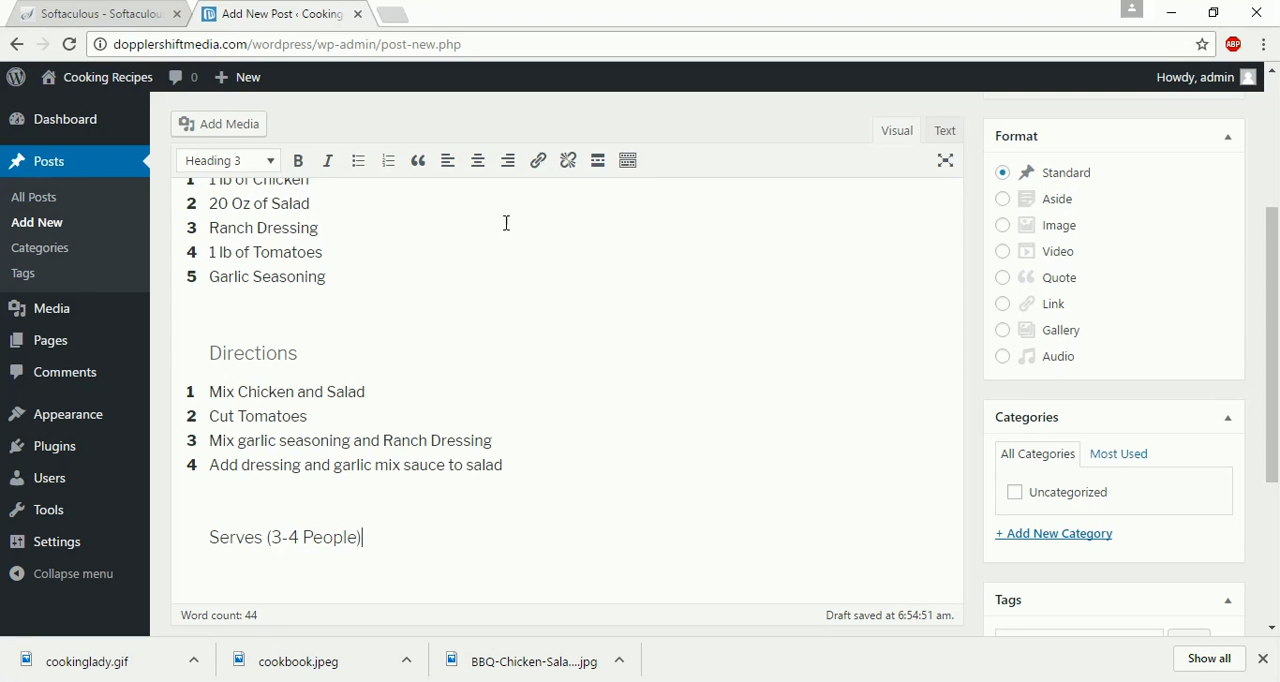 Softaculous - Softaculou
Add New Post ‹ Cooking
dopplershiftmedia.com/wordpress/wp-admin/post-new.php
ABP
Cooking Recipes
0
New
Howdy, admin
Dashboard
Posts
All Posts
Add New
Categories
Tags
Media
Pages
Comments
Appearance
Plugins
Users
Tools
Settings
Collapse menu
Add Media
Visual
Text
Heading 3
1 1 lb of Chicken
2 20 Oz of Salad
3 Ranch Dressing
4 1 lb of Tomatoes
5 Garlic Seasoning
Directions
1 Mix Chicken and Salad
2 Cut Tomatoes
3 Mix garlic seasoning and Ranch Dressing
4 Add dressing and garlic mix sauce to salad
Serves (3-4 People)
Word count: 44
Draft saved at 6:54:51 am.
Format
Standard
Aside
Image
Video
Quote
Link
Gallery
Audio
Categories
All Categories
Most Used
Uncategorized
+ Add New Category
Tags
cookinglady.gif
cookbook.jpeg
BBQ-Chicken-Sala....jpg
Show all